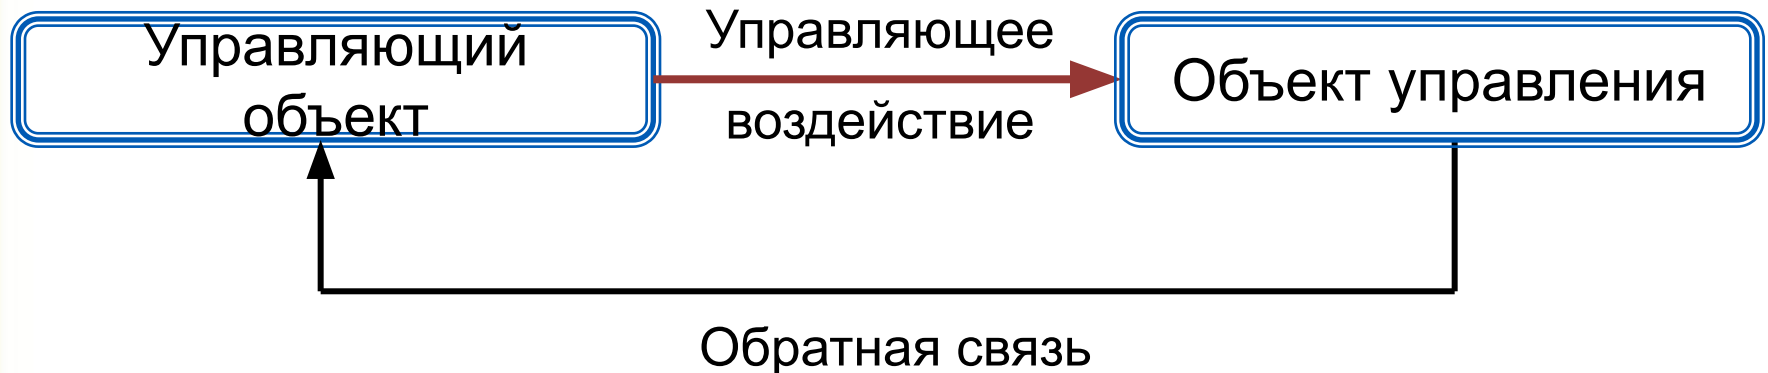 Управляющий
объект
Управляющее
воздействие
Объект управления
Обратная связь